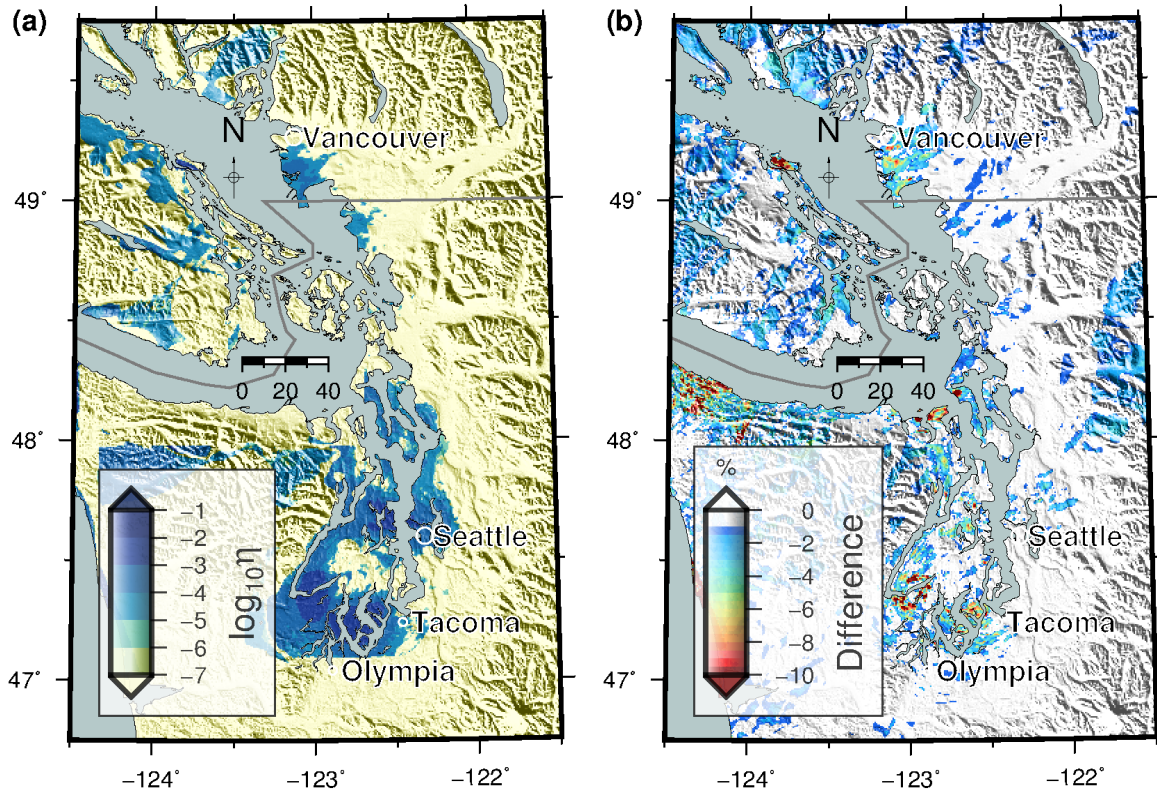 (a)
(b)
N
Vancouver
N
Vancouver
49˚
49˚
0 20 40
0 20 40
48˚
48˚
%
−1
−2
−3
−4
−5
−6
−7
log₁₀η
0
−2
−4
−6
−8
−10
Difference
Seattle
Seattle
Tacoma
Tacoma
Olympia
Olympia
47˚
47˚
−124˚ −123˚ −122˚
−124˚ −123˚ −122˚